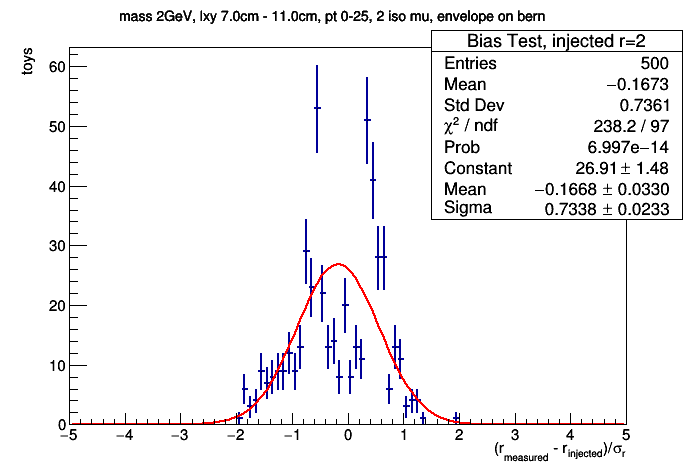 mass 2GeV, lxy 7.0cm - 11.0cm, pt 0-25, 2 iso mu, envelope on bern
Bias Test, injected r=2
Entries 500
Mean −0.1673
Std Dev 0.7361
χ² / ndf 238.2 / 97
Prob 6.997e−14
Constant 26.91 ± 1.48
Mean −0.1668 ± 0.0330
Sigma 0.7338 ± 0.0233
toys
60
50
40
30
20
10
0
−5 −4 −3 −2 −1 0 1 2 3 4 5
(r_measured - r_injected)/σ_r